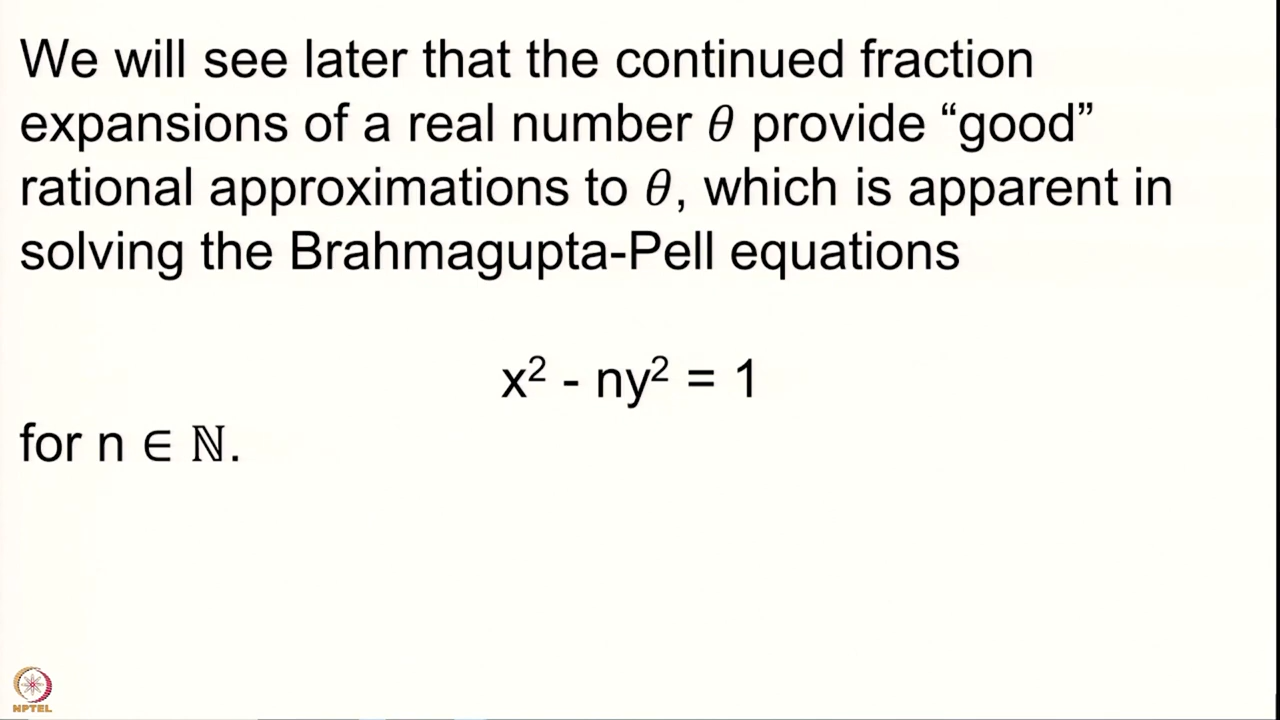 We will see later that the continued fraction
expansions of a real number θ provide “good”
rational approximations to θ, which is apparent in
solving the Brahmagupta-Pell equations
x² - ny² = 1
for n ∈ ℕ.
NPTEL